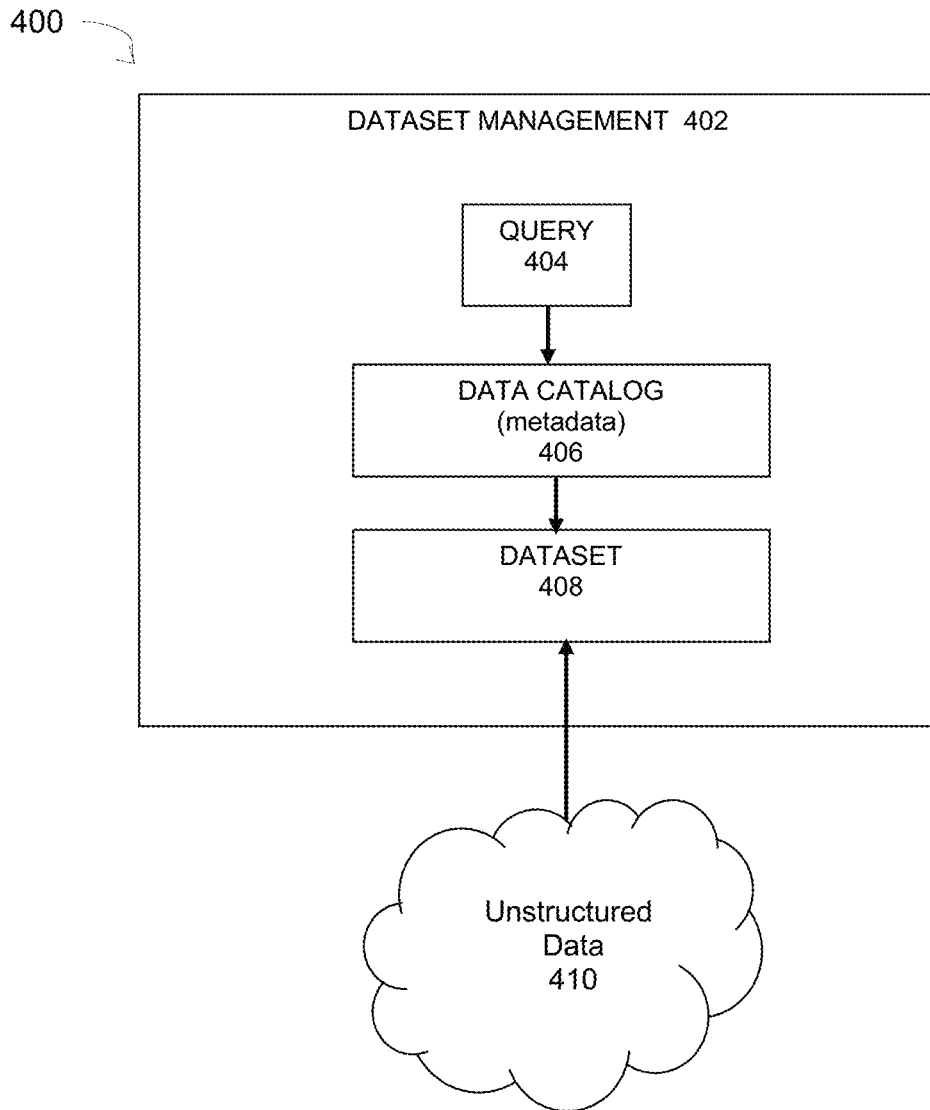 400
DATASET MANAGEMENT 402
QUERY
404
DATA CATALOG
(metadata)
406
DATASET
408
Unstructured
Data
410